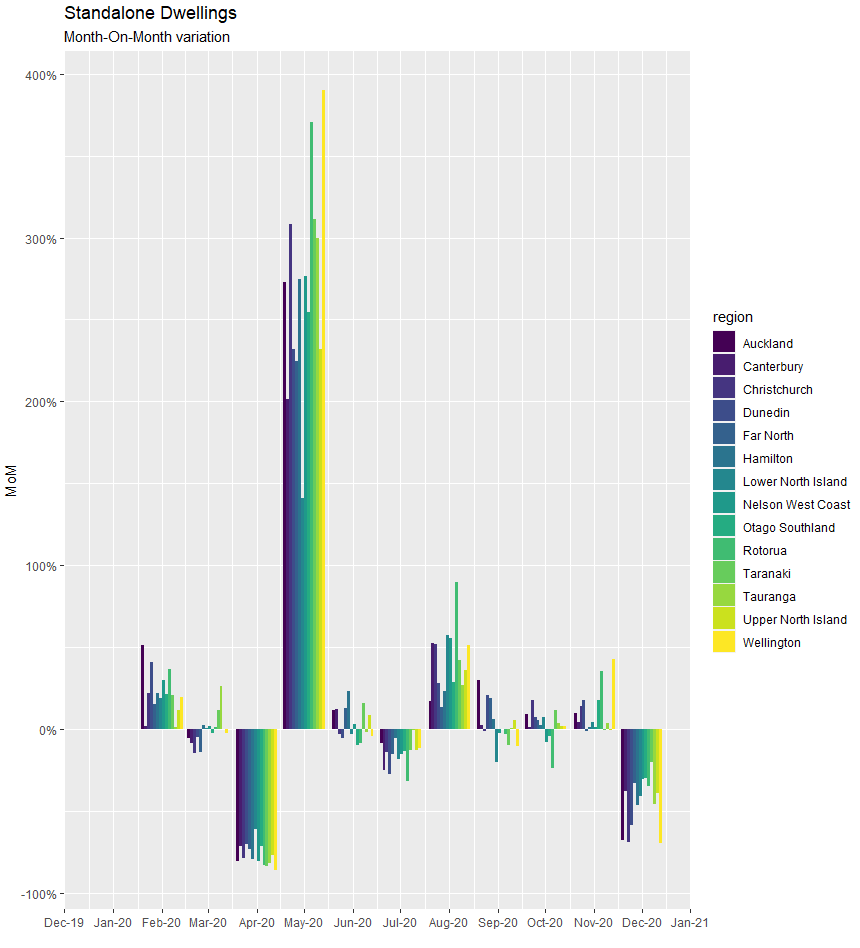 Standalone Dwellings
Month-On-Month variation
400%
300%
200%
100%
0%
-100%
MoM
Dec-19 Jan-20 Feb-20 Mar-20 Apr-20 May-20 Jun-20 Jul-20 Aug-20 Sep-20 Oct-20 Nov-20 Dec-20 Jan-21
region
Auckland
Canterbury
Christchurch
Dunedin
Far North
Hamilton
Lower North Island
Nelson West Coast
Otago Southland
Rotorua
Taranaki
Tauranga
Upper North Island
Wellington